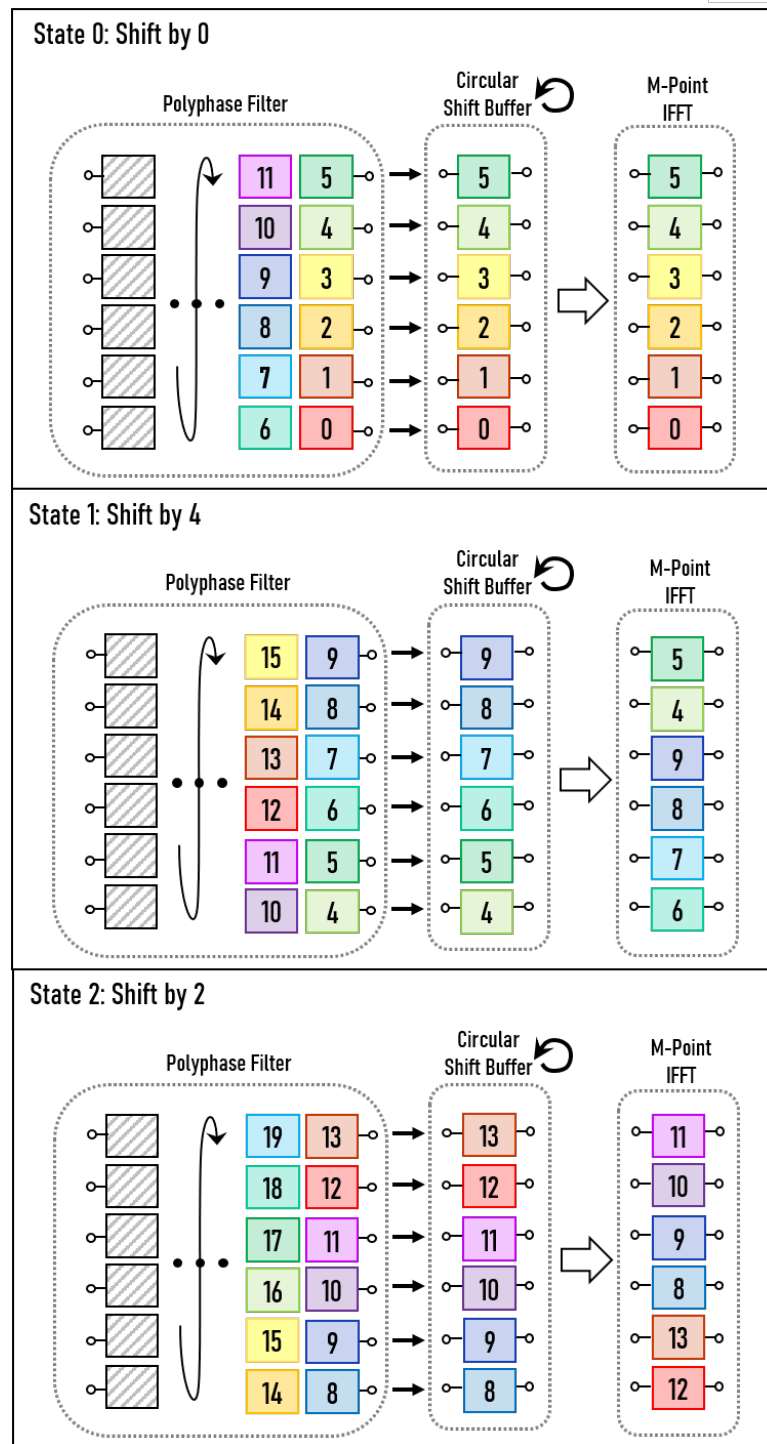 State 0: Shift by 0
Polyphase Filter
Circular
Shift Buffer
M-Point
IFFT
11 5 5 5
10 4 4 4
9 3 3 3
8 2 2 2
7 1 1 1
6 0 0 0
State 1: Shift by 4
Polyphase Filter
Circular
Shift Buffer
M-Point
IFFT
15 9 9 5
14 8 8 4
13 7 7 9
12 6 6 8
11 5 5 7
10 4 4 6
State 2: Shift by 2
Polyphase Filter
Circular
Shift Buffer
M-Point
IFFT
19 13 13 11
18 12 12 10
17 11 11 9
16 10 10 8
15 9 9 13
14 8 8 12